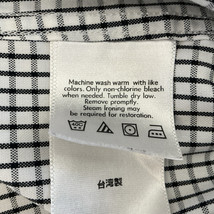 Machine wash warm with like
colors. Only non-chlorine bleach
when needed. Tumble dry low.
Remove promptly.
Steam Ironing may
be required for restoration.
台灣製